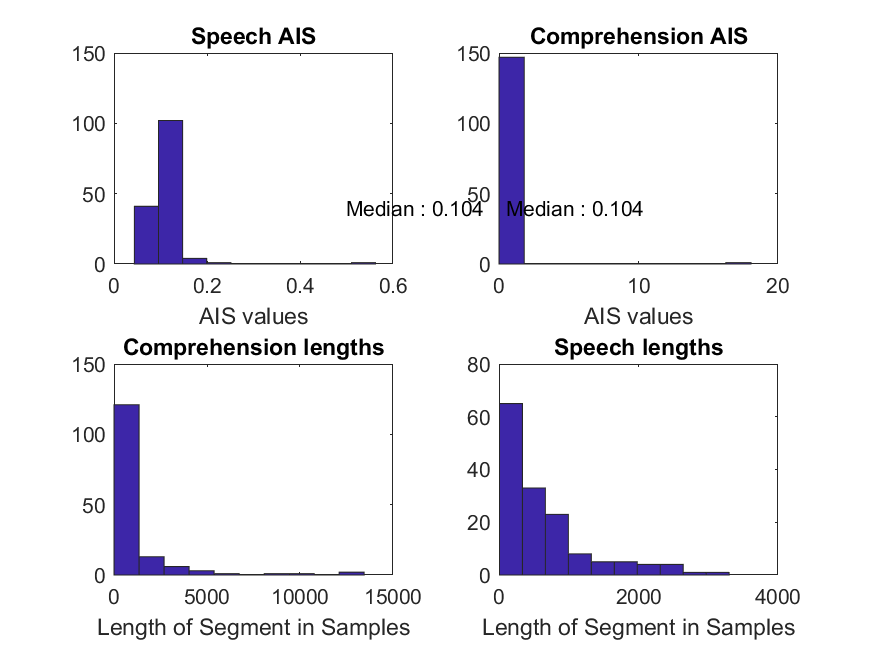 Speech AIS
150
100
50
0
0 0.2 0.4 0.6
AIS values
Median : 0.104
Comprehension AIS
150
100
50
0
0 10 20
AIS values
Median : 0.104
Comprehension lengths
150
100
50
0
0 5000 10000 15000
Length of Segment in Samples
Speech lengths
80
60
40
20
0
0 2000 4000
Length of Segment in Samples